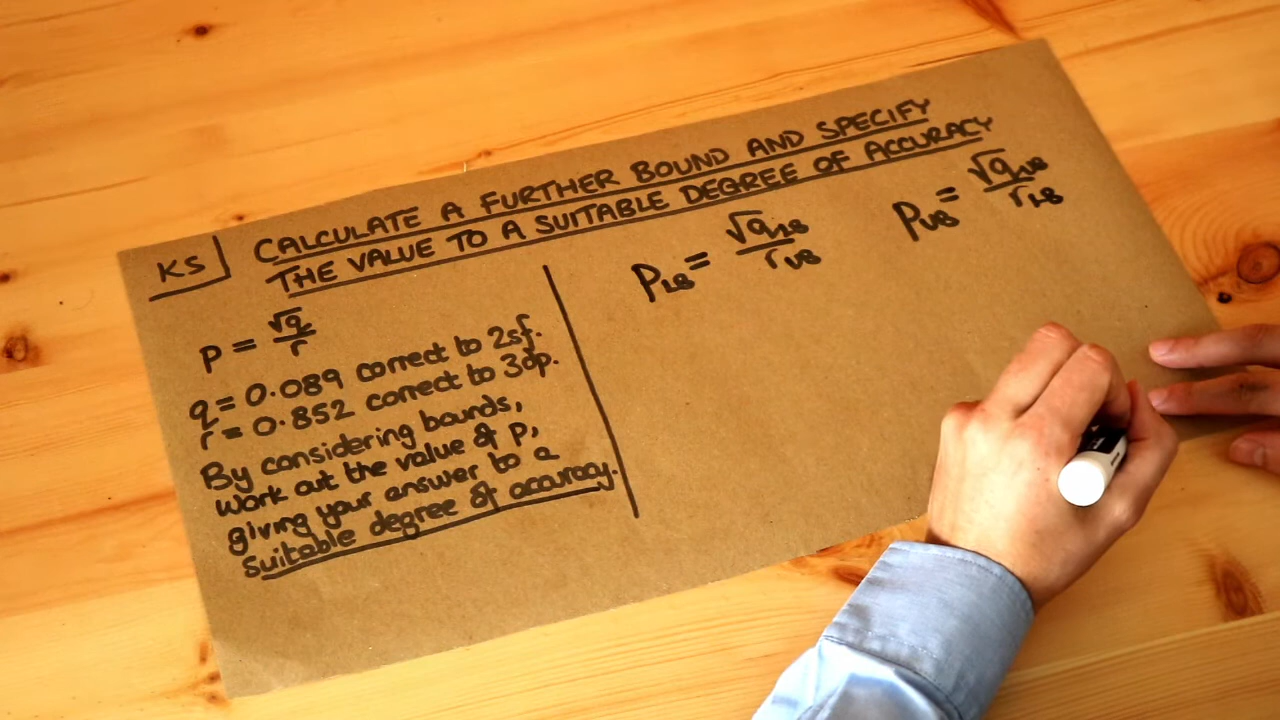 KS
CALCULATE A FURTHER BOUND AND SPECIFY
THE VALUE TO A SUITABLE DEGREE OF ACCURACY
p = √q / r
q = 0.089 correct to 2sf.
r = 0.852 correct to 3dp.
By considering bounds,
work out the value of p,
giving your answer to a
suitable degree of accuracy.
pLB = √qLB / rUB
pUB = √qUB / rLB